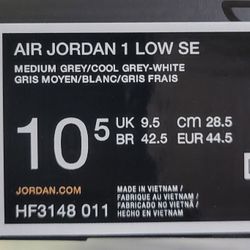 AIR JORDAN 1 LOW SE
MEDIUM GREY/COOL GREY-WHITE
GRIS MOYEN/BLANC/GRIS FRAIS
10 5 UK 9.5 CM 28.5
BR 42.5 EUR 44.5
JORDAN.COM
HF3148 011
MADE IN VIETNAM /
FABRIQUE AU VIETNAM /
FABRICADO NO VIETNÃ /
HECHO EN VIETNAM